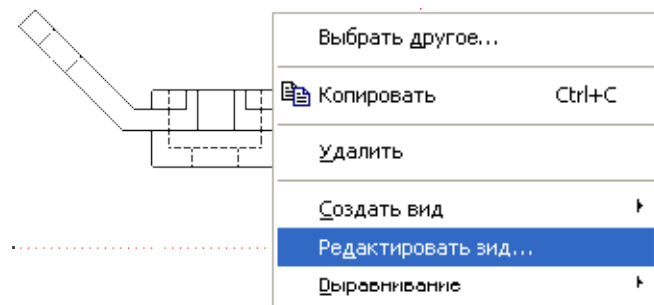 Выбрать другое...
Копировать Ctrl+C
Удалить
Создать вид
Редактировать вид...
Выравнивание